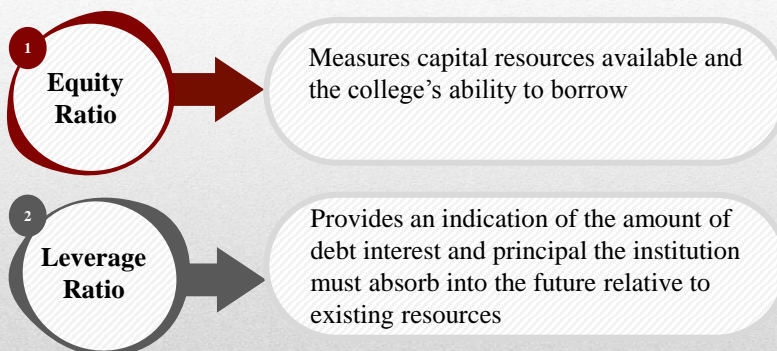 1
Equity
Ratio
Measures capital resources available and
the college’s ability to borrow
2
Leverage
Ratio
Provides an indication of the amount of
debt interest and principal the institution
must absorb into the future relative to
existing resources